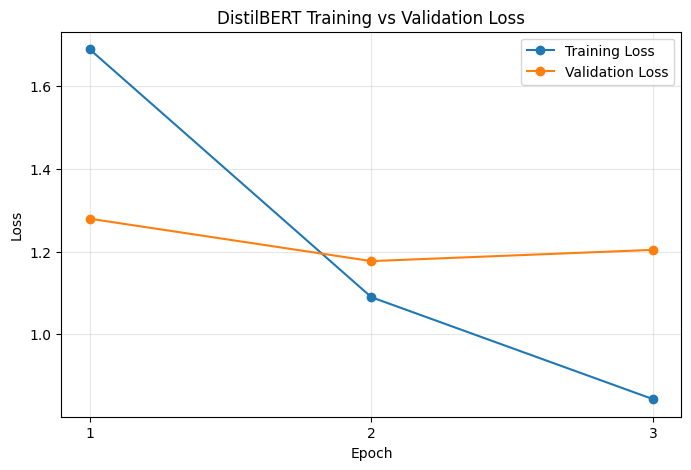 DistilBERT Training vs Validation Loss
Training Loss
Validation Loss
1.6
1.4
1.2
1.0
Loss
1
2
3
Epoch